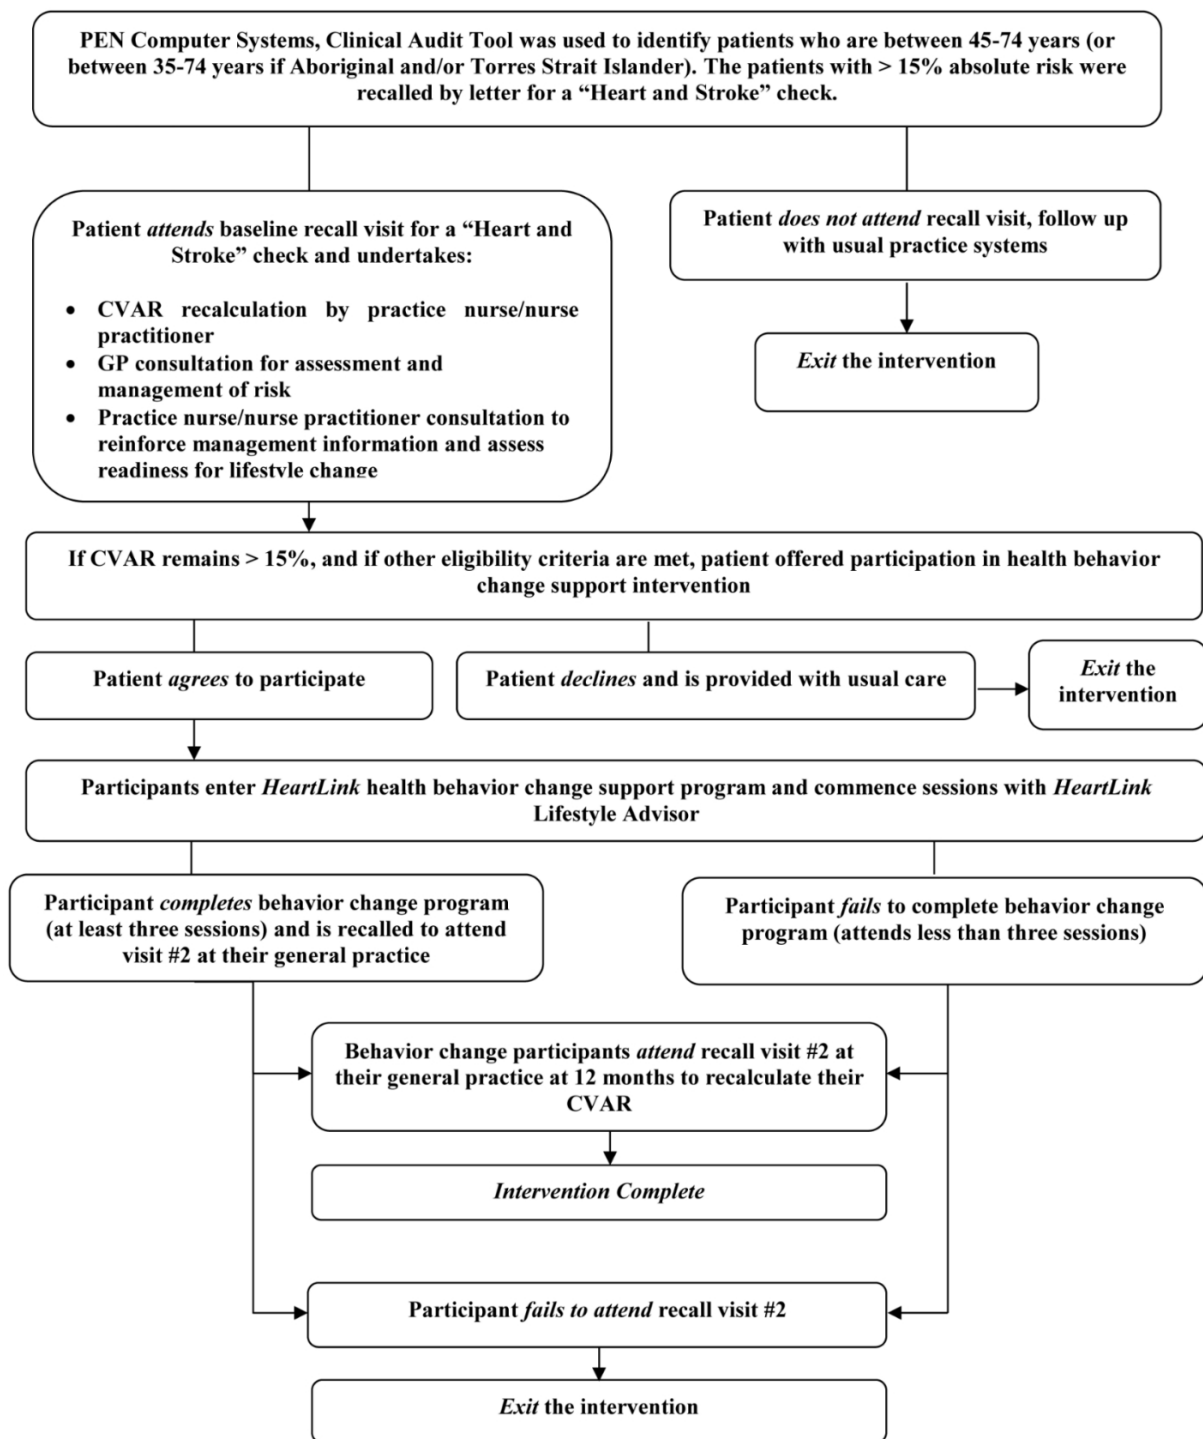 PEN Computer Systems, Clinical Audit Tool was used to identify patients who are between 45-74 years (or
between 35-74 years if Aboriginal and/or Torres Strait Islander). The patients with > 15% absolute risk were
recalled by letter for a “Heart and Stroke” check.
Patient attends baseline recall visit for a “Heart and
Stroke” check and undertakes:
• CVAR recalculation by practice nurse/nurse
practitioner
• GP consultation for assessment and
management of risk
• Practice nurse/nurse practitioner consultation to
reinforce management information and assess
readiness for lifestyle change
Patient does not attend recall visit, follow up
with usual practice systems
Exit the intervention
If CVAR remains > 15%, and if other eligibility criteria are met, patient offered participation in health behavior
change support intervention
Patient agrees to participate
Patient declines and is provided with usual care
Exit the
intervention
Participants enter HeartLink health behavior change support program and commence sessions with HeartLink
Lifestyle Advisor
Participant completes behavior change program
(at least three sessions) and is recalled to attend
visit #2 at their general practice
Participant fails to complete behavior change
program (attends less than three sessions)
Behavior change participants attend recall visit #2 at
their general practice at 12 months to recalculate their
CVAR
Intervention Complete
Participant fails to attend recall visit #2
Exit the intervention